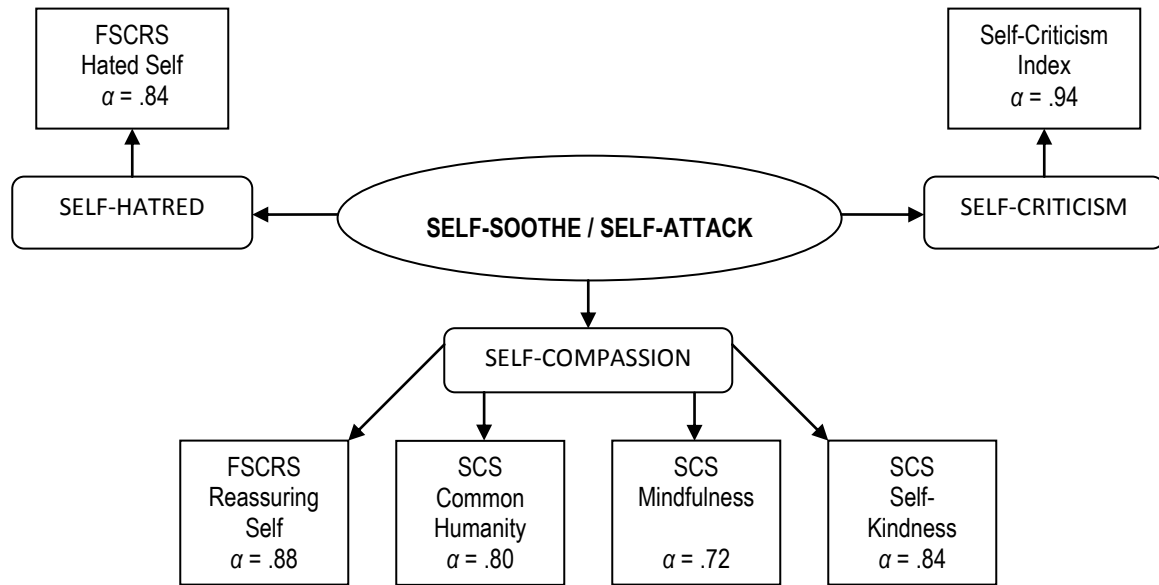 FSCRS
Hated Self
α = .84
Self-Criticism
Index
α = .94
SELF-HATRED
SELF-SOOTHE / SELF-ATTACK
SELF-CRITICISM
SELF-COMPASSION
FSCRS
Reassuring
Self
α = .88
SCS
Common
Humanity
α = .80
SCS
Mindfulness
α = .72
SCS
Self-
Kindness
α = .84